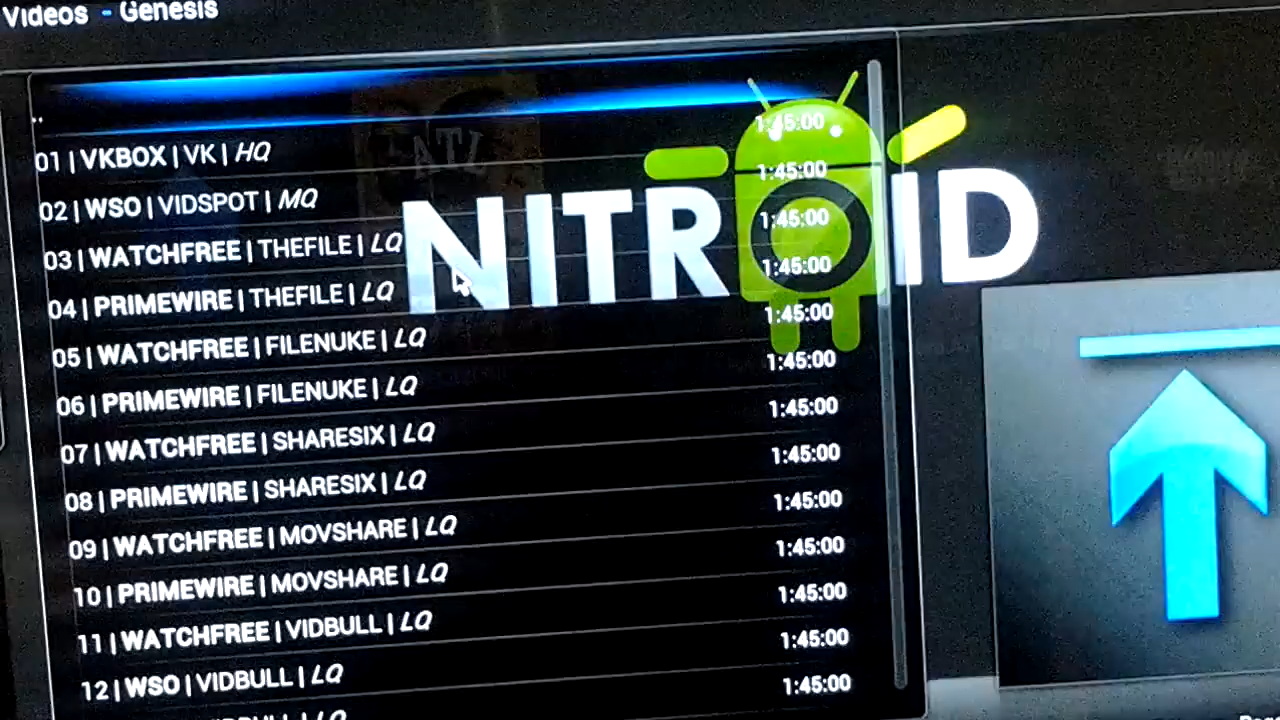 Videos - Genesis
..
01 | VKBOX | VK | HQ 1:45:00
02 | WSO | VIDSPOT | MQ 1:45:00
03 | WATCHFREE | THEFILE | LQ 1:45:00
04 | PRIMEWIRE | THEFILE | LQ 1:45:00
05 | WATCHFREE | FILENUKE | LQ 1:45:00
06 | PRIMEWIRE | FILENUKE | LQ 1:45:00
07 | WATCHFREE | SHARESIX | LQ 1:45:00
08 | PRIMEWIRE | SHARESIX | LQ 1:45:00
09 | WATCHFREE | MOVSHARE | LQ 1:45:00
10 | PRIMEWIRE | MOVSHARE | LQ 1:45:00
11 | WATCHFREE | VIDBULL | LQ 1:45:00
12 | WSO | VIDBULL | LQ 1:45:00
1:45:00
NITROID